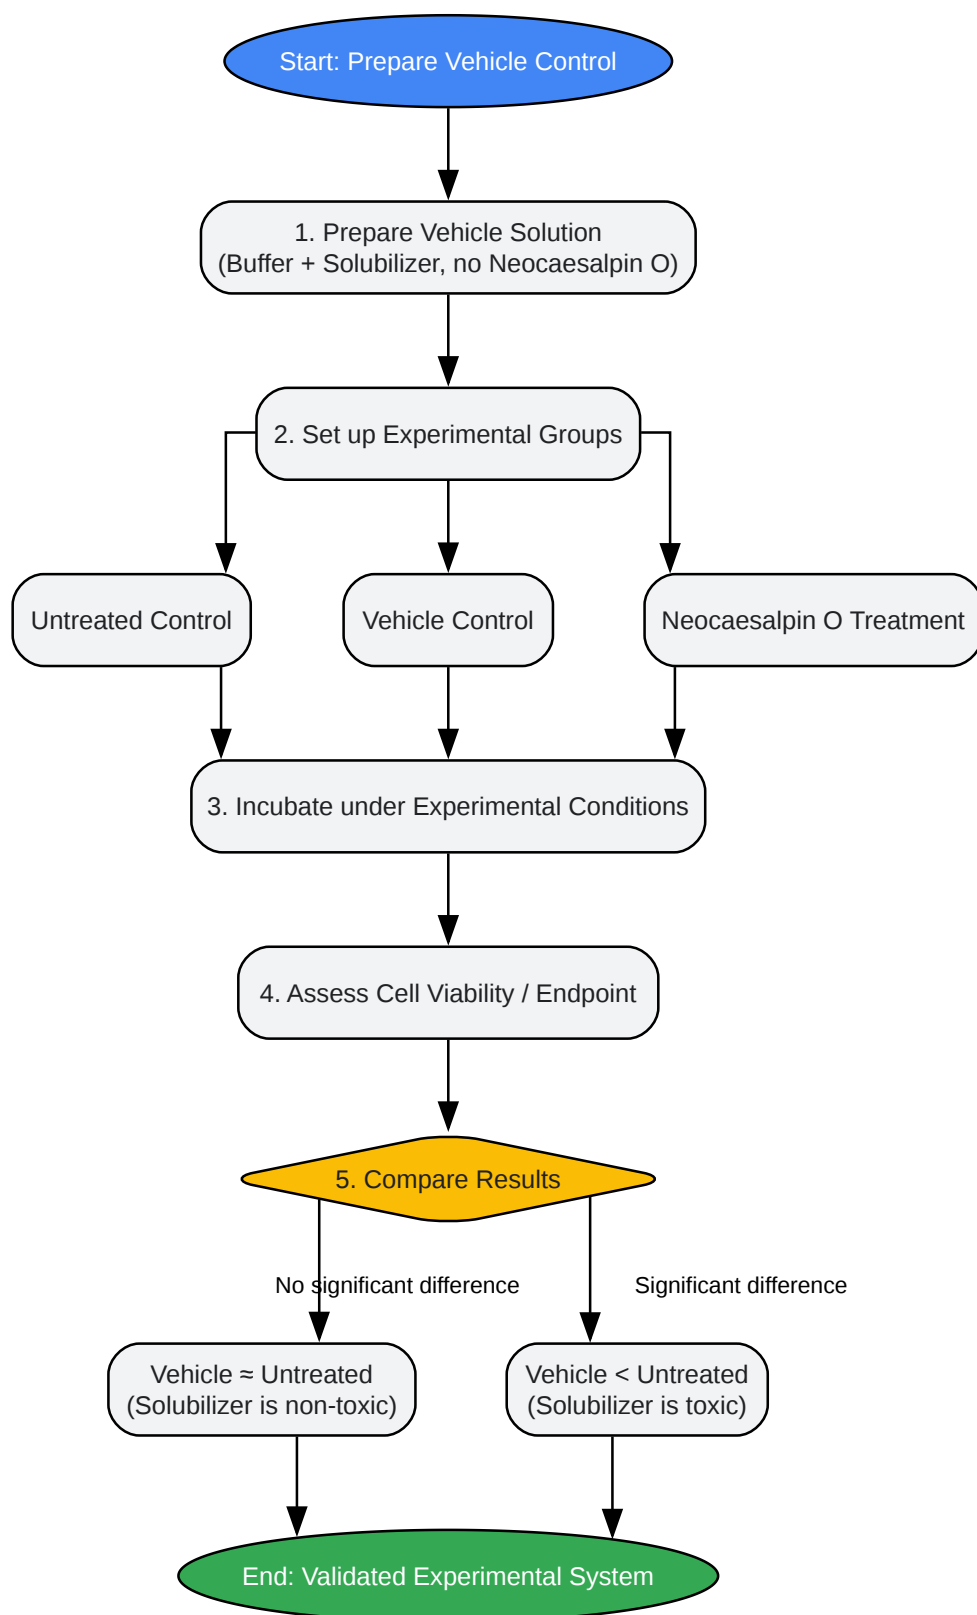 Start: Prepare Vehicle Control
1. Prepare Vehicle Solution
(Buffer + Solubilizer, no Neocaesalpin O)
2. Set up Experimental Groups
Untreated Control
Vehicle Control
Neocaesalpin O Treatment
3. Incubate under Experimental Conditions
4. Assess Cell Viability / Endpoint
5. Compare Results
No significant difference
Significant difference
Vehicle ≈ Untreated
(Solubilizer is non-toxic)
Vehicle < Untreated
(Solubilizer is toxic)
End: Validated Experimental System